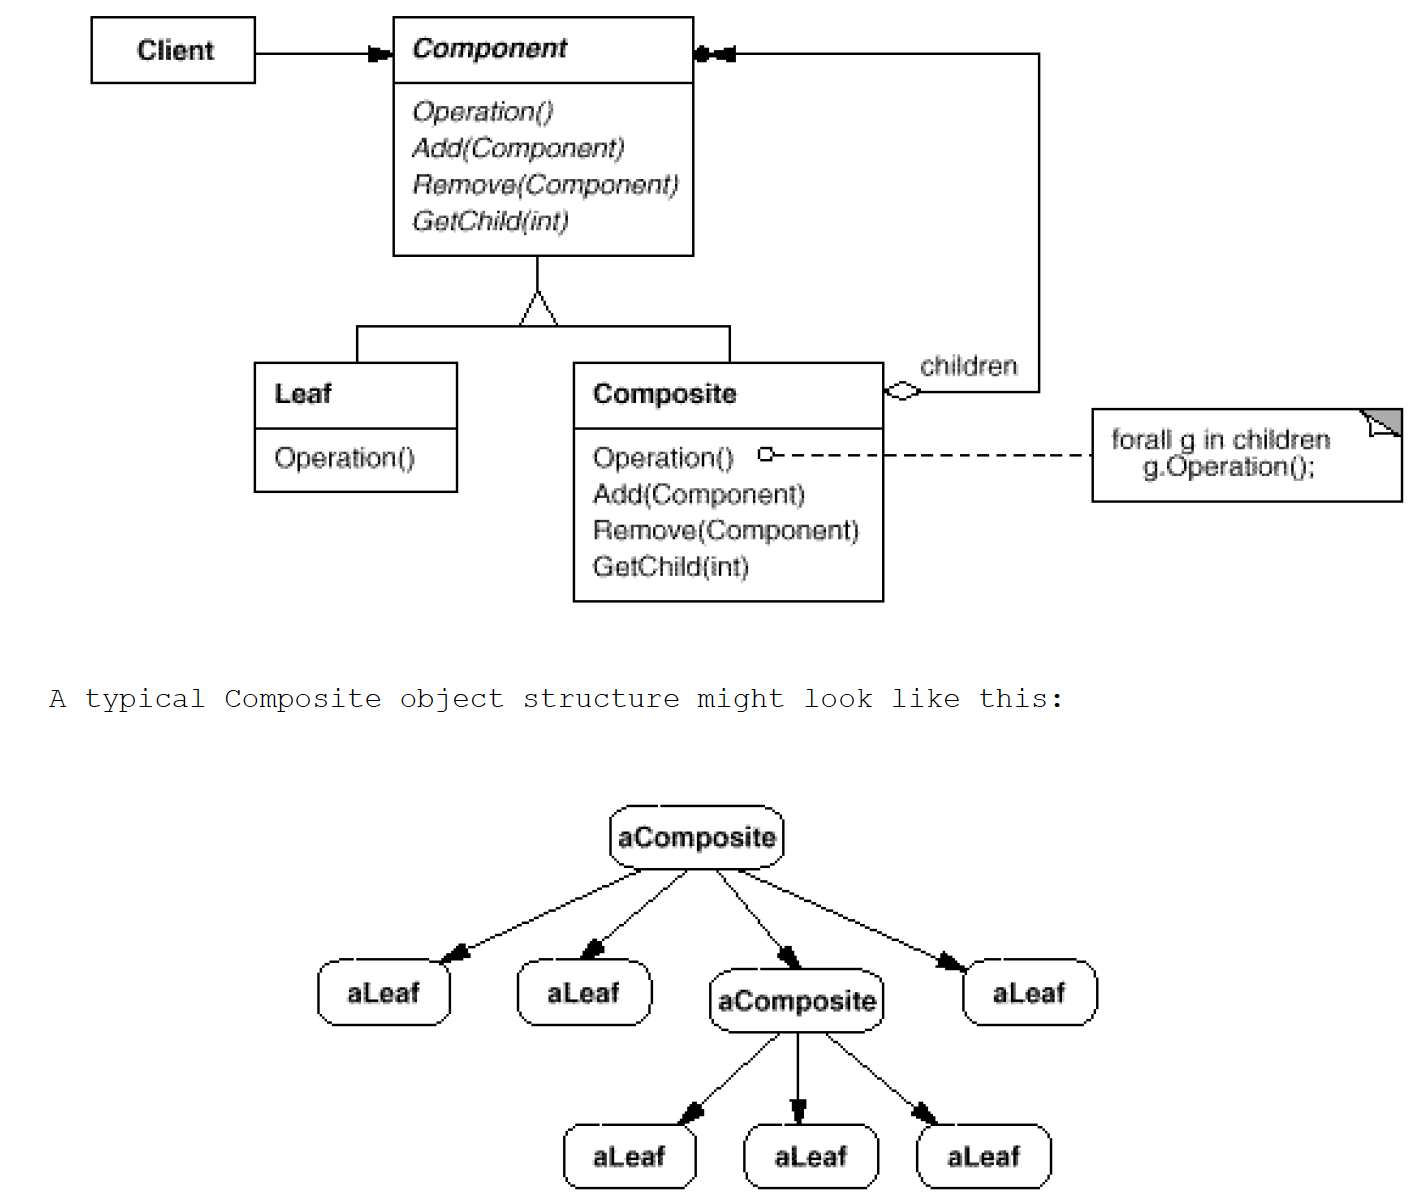 Client
Component
Operation()
Add(Component)
Remove(Component)
GetChild(int)
children
Leaf
Operation()
Composite
Operation()
Add(Component)
Remove(Component)
GetChild(int)
forall g in children
g.Operation();
A typical Composite object structure might look like this:
aComposite
aLeaf
aLeaf
aComposite
aLeaf
aLeaf
aLeaf
aLeaf